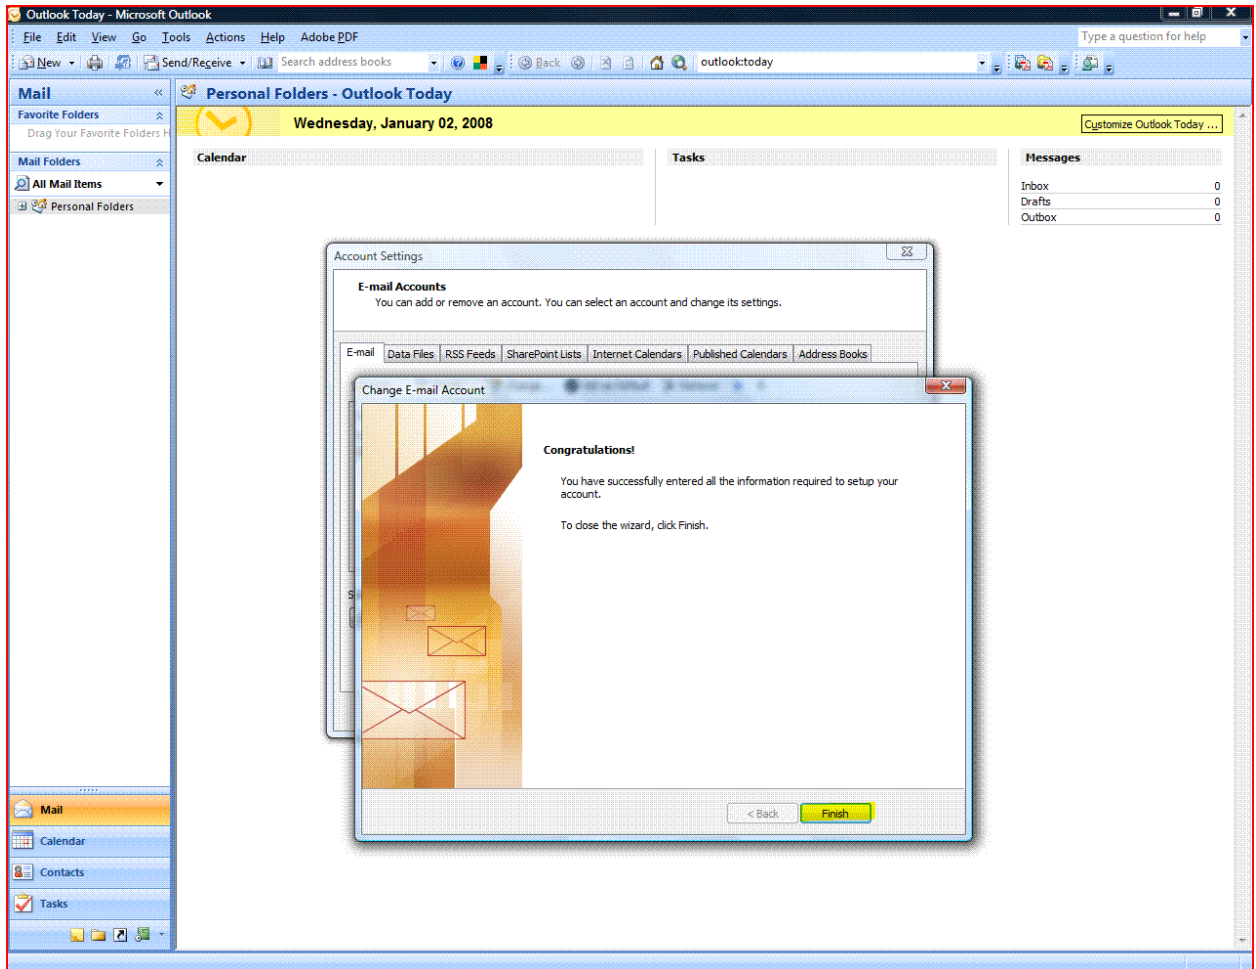 Outlook Today - Microsoft Outlook
File Edit View Go Tools Actions Help Adobe PDF
Type a question for help
New Send/Receive Search address books Back outlook:today
Mail «
Personal Folders - Outlook Today
Favorite Folders
Drag Your Favorite Folders H
Wednesday, January 02, 2008
Customize Outlook Today ...
Mail Folders
All Mail Items
Personal Folders
Calendar
Tasks
Messages
Inbox 0
Drafts 0
Outbox 0
Account Settings
E-mail Accounts
You can add or remove an account. You can select an account and change its settings.
E-mail Data Files RSS Feeds SharePoint Lists Internet Calendars Published Calendars Address Books
Change E-mail Account
Congratulations!
You have successfully entered all the information required to setup your
account.
To close the wizard, click Finish.
< Back Finish
Mail
Calendar
Contacts
Tasks